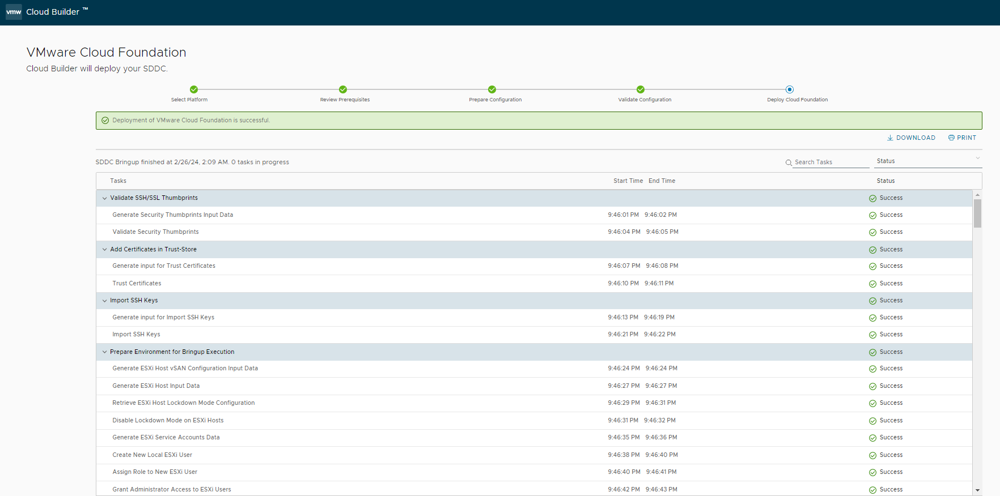 vmw Cloud Builder ™
VMware Cloud Foundation
Cloud Builder will deploy your SDDC.
Select Platform Review Prerequisites Prepare Configuration Validate Configuration Deploy Cloud Foundation
Deployment of VMware Cloud Foundation is successful.
DOWNLOAD PRINT
SDDC Bringup finished at 2/26/24, 2:09 AM. 0 tasks in progress Search Tasks Status
Tasks Start Time End Time Status
Validate SSH/SSL Thumbprints Success
Generate Security Thumbprints Input Data 9:46:01 PM 9:46:02 PM Success
Validate Security Thumbprints 9:46:04 PM 9:46:05 PM Success
Add Certificates in Trust-Store Success
Generate input for Trust Certificates 9:46:07 PM 9:46:08 PM Success
Trust Certificates 9:46:10 PM 9:46:11 PM Success
Import SSH Keys Success
Generate input for Import SSH Keys 9:46:13 PM 9:46:19 PM Success
Import SSH Keys 9:46:21 PM 9:46:22 PM Success
Prepare Environment for Bringup Execution Success
Generate ESXi Host vSAN Configuration Input Data 9:46:24 PM 9:46:24 PM Success
Generate ESXi Host Input Data 9:46:27 PM 9:46:27 PM Success
Retrieve ESXi Host Lockdown Mode Configuration 9:46:29 PM 9:46:31 PM Success
Disable Lockdown Mode on ESXi Hosts 9:46:31 PM 9:46:32 PM Success
Generate ESXi Service Accounts Data 9:46:35 PM 9:46:36 PM Success
Create New Local ESXi User 9:46:38 PM 9:46:40 PM Success
Assign Role to New ESXi User 9:46:40 PM 9:46:41 PM Success
Grant Administrator Access to ESXi Users 9:46:42 PM 9:46:43 PM Success